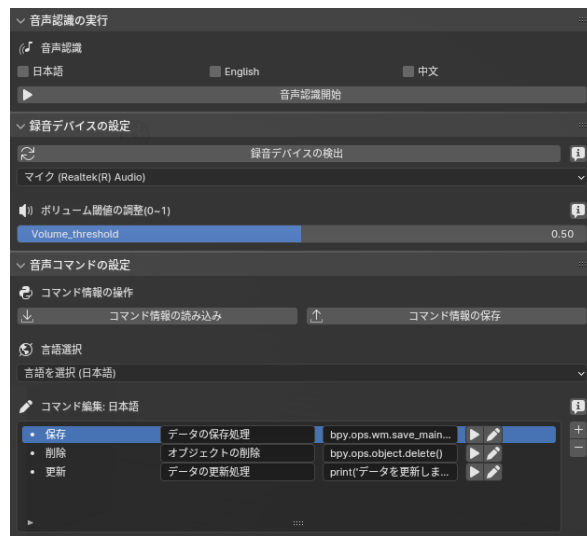 音声認識の実行
音声認識
日本語 English 中文
音声認識開始
録音デバイスの設定
録音デバイスの検出
マイク (Realtek(R) Audio)
ボリューム閾値の調整(0~1)
Volume_threshold 0.50
音声コマンドの設定
コマンド情報の操作
コマンド情報の読み込み コマンド情報の保存
言語選択
言語を選択 (日本語)
コマンド編集: 日本語
保存 データの保存処理 bpy.ops.wm.save_main...
削除 オブジェクトの削除 bpy.ops.object.delete()
更新 データの更新処理 print('データを更新しま...